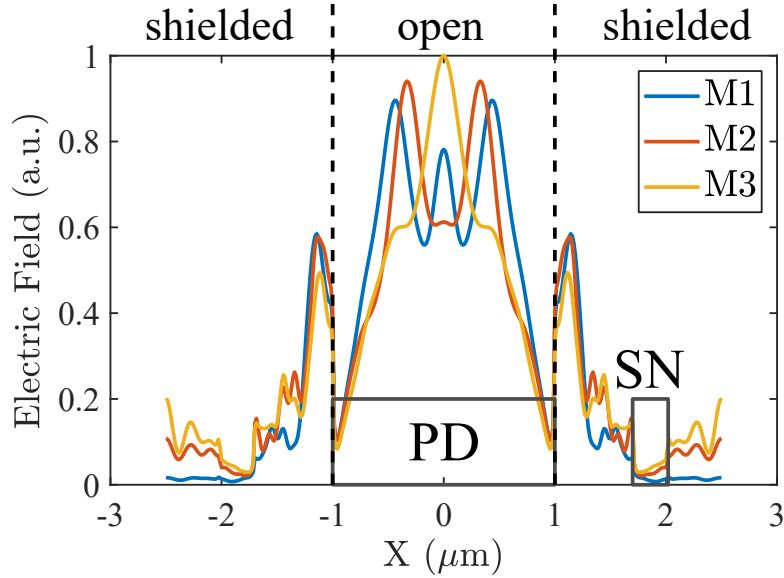 shielded open shielded
1
0.8
0.6
0.4
0.2
0
Electric Field (a.u.)
M1
M2
M3
SN
PD
-3 -2 -1 0 1 2 3
X (μm)